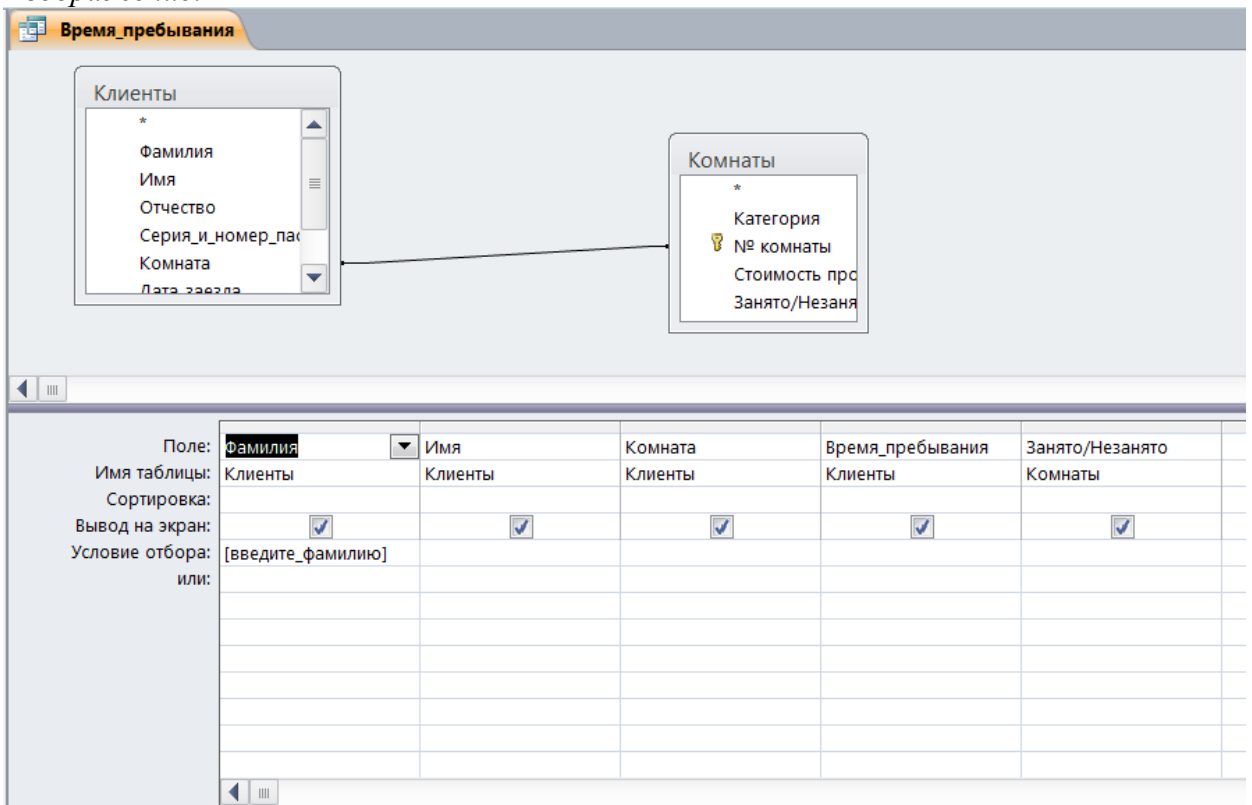 Время_пребывания
Клиенты
*
Фамилия
Имя
Отчество
Серия_и_номер_пас
Комната
Дата_заезда
Комнаты
*
Категория
№ комнаты
Стоимость про
Занято/Незаня
Поле: Фамилия Имя Комната Время_пребывания Занято/Незанято
Имя таблицы: Клиенты Клиенты Клиенты Клиенты Комнаты
Сортировка:
Вывод на экран:
Условие отбора: [введите_фамилию]
или: